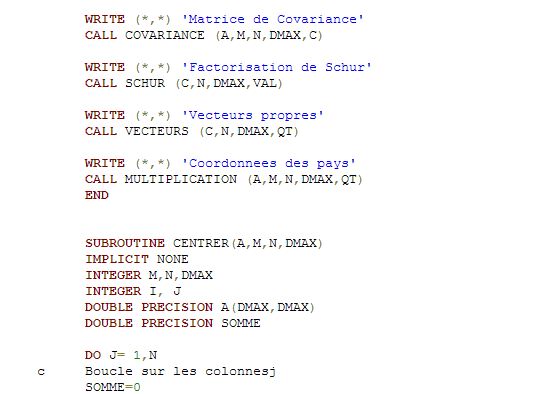 WRITE (*,*) 'Matrice de Covariance'
CALL COVARIANCE (A,M,N,DMAX,C)
WRITE (*,*) 'Factorisation de Schur'
CALL SCHUR (C,N,DMAX,VAL)
WRITE (*,*) 'Vecteurs propres'
CALL VECTEURS (C,N,DMAX,QT)
WRITE (*,*) 'Coordonnees des pays'
CALL MULTIPLICATION (A,M,N,DMAX,QT)
END
SUBROUTINE CENTRER(A,M,N,DMAX)
IMPLICIT NONE
INTEGER M,N,DMAX
INTEGER I, J
DOUBLE PRECISION A(DMAX,DMAX)
DOUBLE PRECISION SOMME
DO J= 1,N
c Boucle sur les colonnesj
SOMME=0